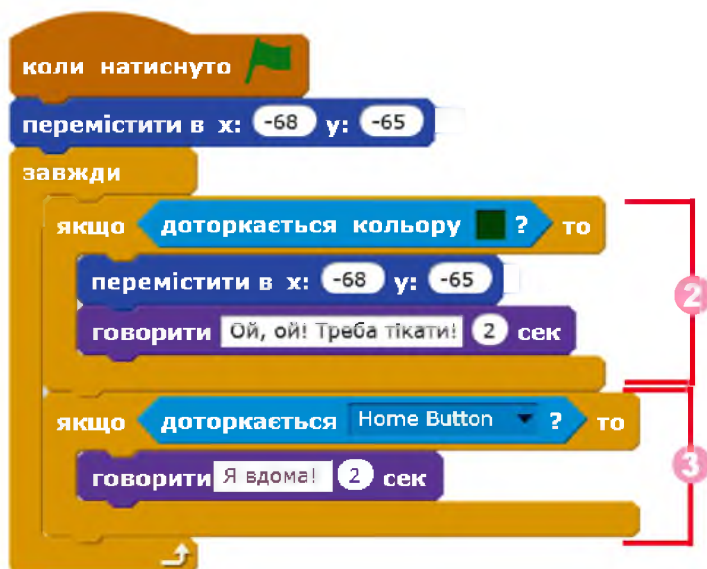 коли натиснуто
перемістити в х: -68 у: -65
завжди
якщо доторкається кольору ? то
перемістити в х: -68 у: -65
говорити Ой, ой! Треба тікати! 2 сек
2
якщо доторкається Home Button ? то
говорити Я вдома! 2 сек
3